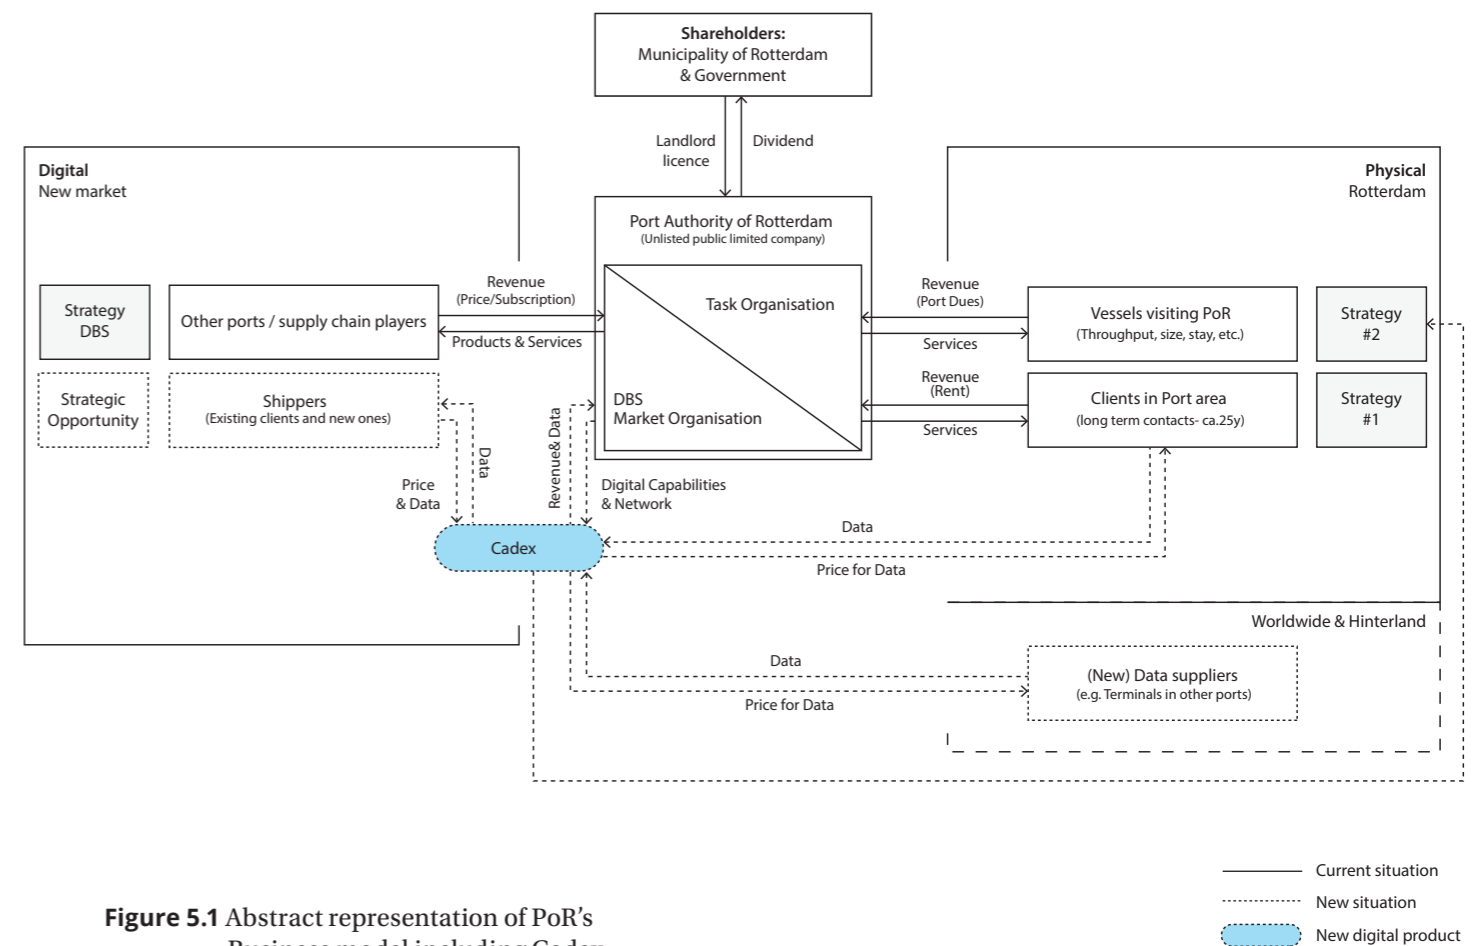 Shareholders:
Municipality of Rotterdam
& Government
Landlord
licence
Dividend
Digital
New market
Physical
Rotterdam
Port Authority of Rotterdam
(Unlisted public limited company)
Task Organisation
DBS
Market Organisation
Strategy
DBS
Other ports / supply chain players
Revenue
(Price/Subscription)
Products & Services
Revenue
(Port Dues)
Services
Vessels visiting PoR
(Throughput, size, stay, etc.)
Strategy
#2
Strategic
Opportunity
Shippers
(Existing clients and new ones)
Revenue
(Rent)
Services
Clients in Port area
(long term contacts- ca.25y)
Strategy
#1
Price
& Data
Data
Revenue& Data
Digital Capabilities
& Network
Cadex
Data
Price for Data
Worldwide & Hinterland
Data
Price for Data
(New) Data suppliers
(e.g. Terminals in other ports)
Current situation
New situation
New digital product
Figure 5.1 Abstract representation of PoR's
Business model including Cadex